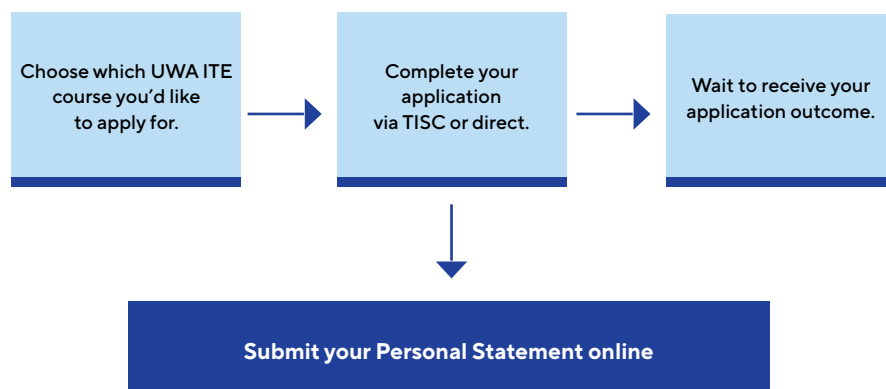 Choose which UWA ITE
course you'd like
to apply for.
Complete your
application
via TISC or direct.
Wait to receive your
application outcome.
Submit your Personal Statement online